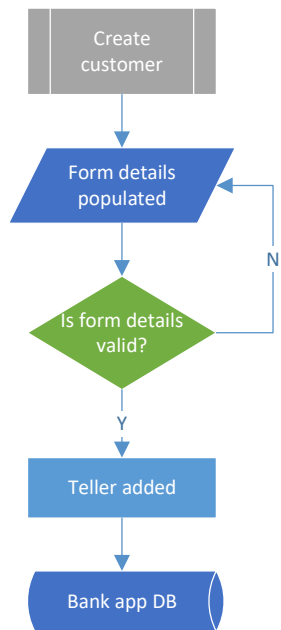 Create
customer
Form details
populated
N
Is form details
valid?
Y
Teller added
Bank app DB